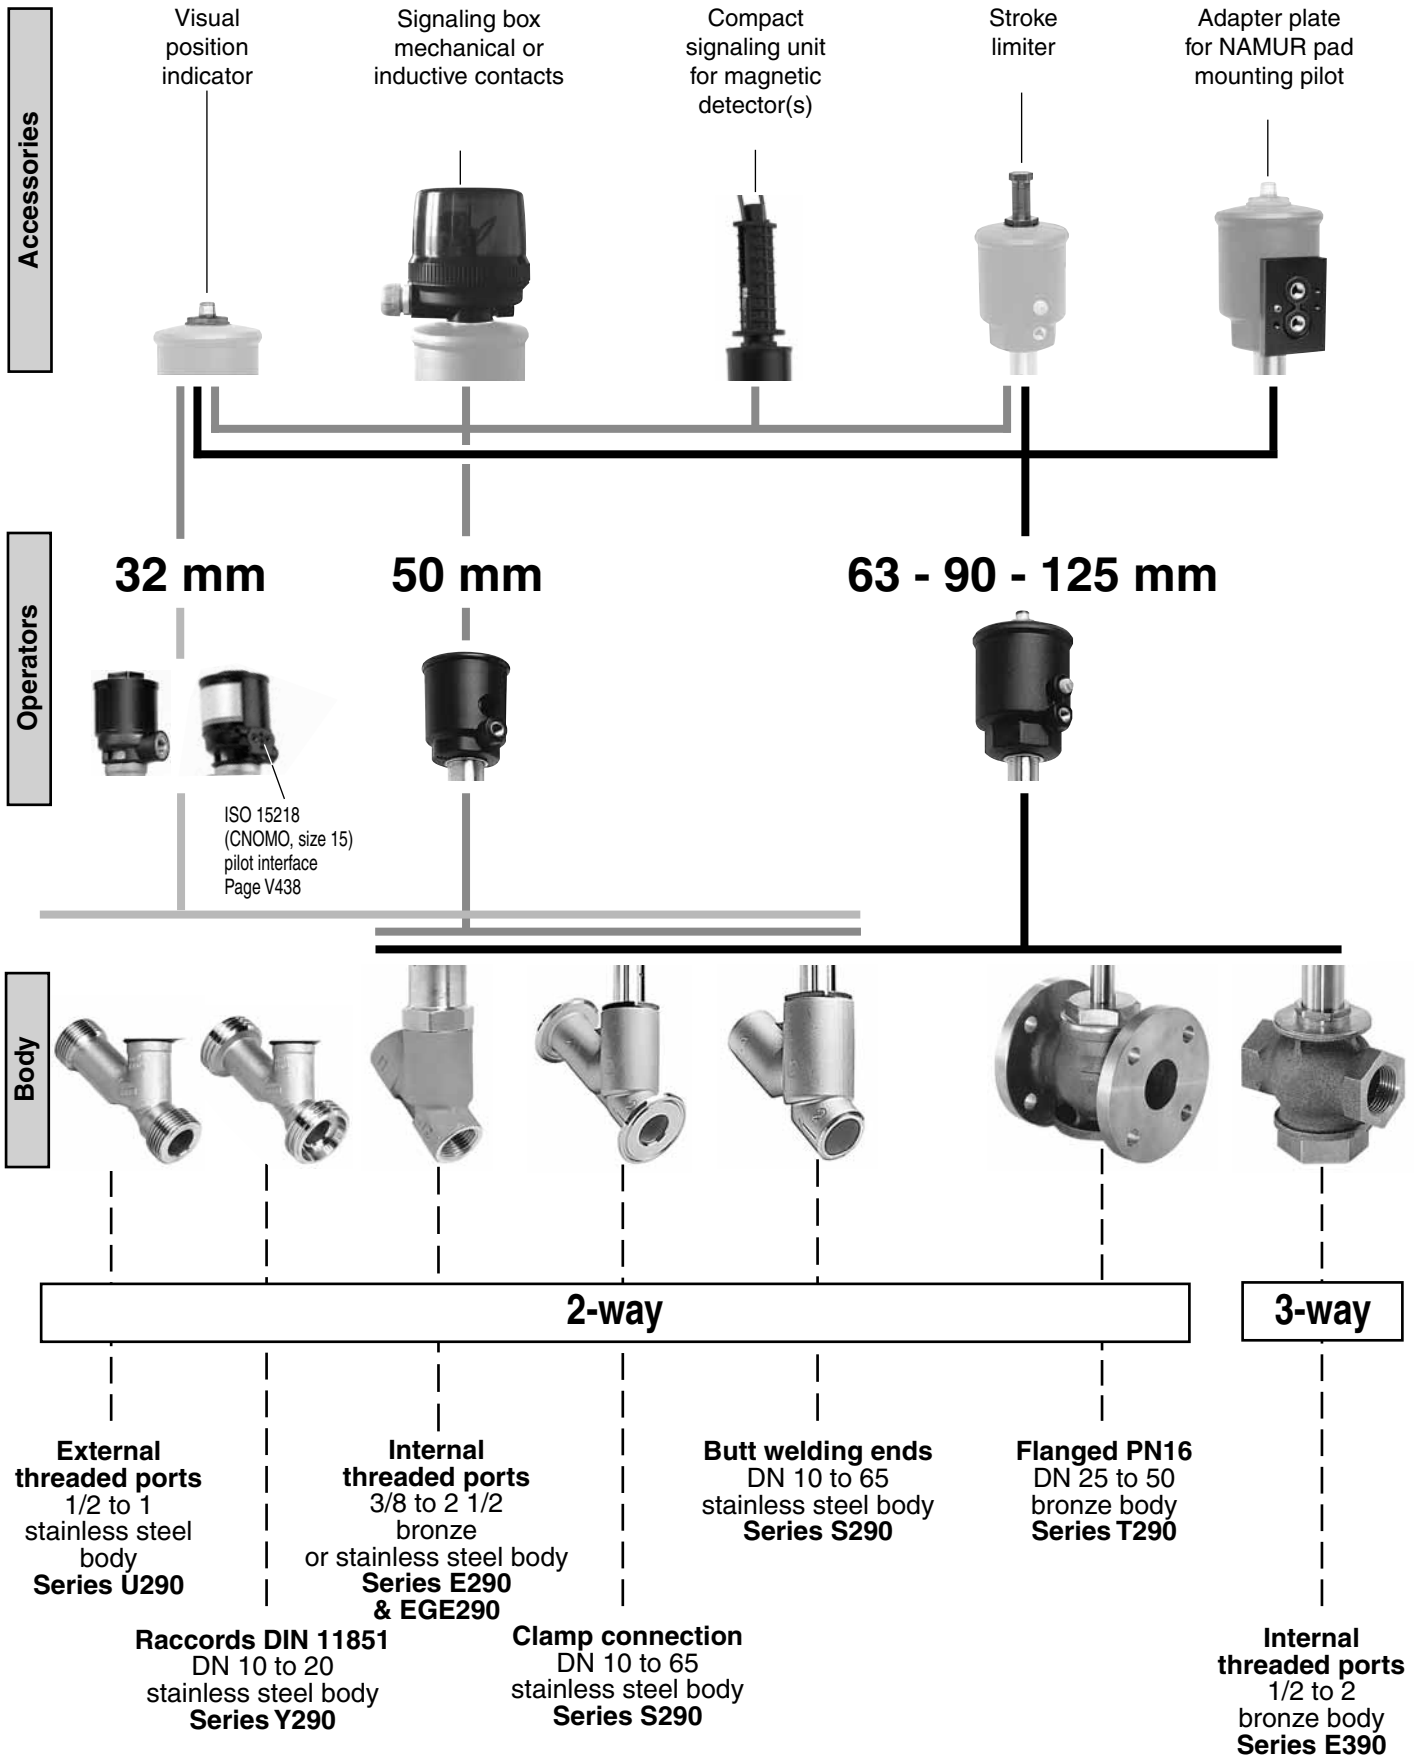 Accessories
Visual
position
indicator
Signaling box
mechanical or
inductive contacts
Compact
signaling unit
for magnetic
detector(s)
Stroke
limiter
Adapter plate
for NAMUR pad
mounting pilot
Operators
32 mm
50 mm
63 - 90 - 125 mm
ISO 15218
(CNOMO, size 15)
pilot interface
Page V438
Body
2-way
3-way
External
threaded ports
1/2 to 1
stainless steel
body
Series U290
Raccords DIN 11851
DN 10 to 20
stainless steel body
Series Y290
Internal
threaded ports
3/8 to 2 1/2
bronze
or stainless steel body
Series E290
& EGE290
Clamp connection
DN 10 to 65
stainless steel body
Series S290
Butt welding ends
DN 10 to 65
stainless steel body
Series S290
Flanged PN16
DN 25 to 50
bronze body
Series T290
Internal
threaded ports
1/2 to 2
bronze body
Series E390